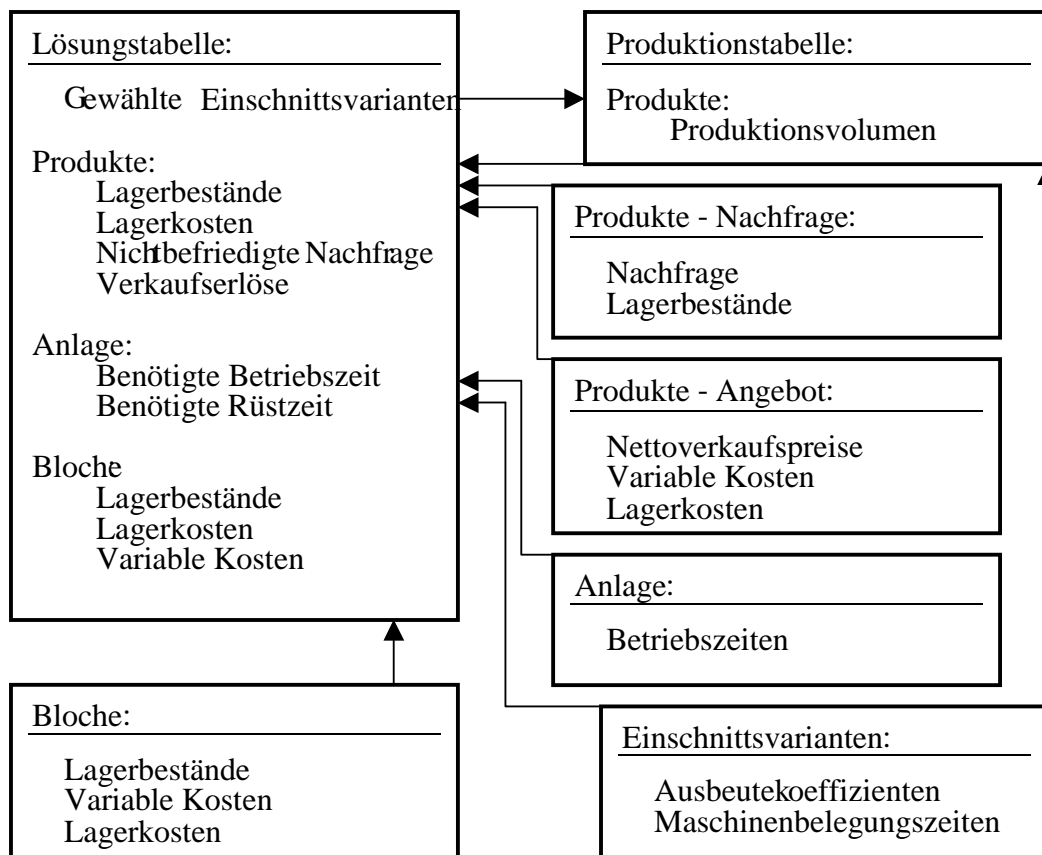 Lösungstabelle:
Gewählte Einschnittsvarianten
Produkte:
Lagerbestände
Lagerkosten
Nichtbefriedigte Nachfrage
Verkaufserlöse
Anlage:
Benötigte Betriebszeit
Benötigte Rüstzeit
Bloche
Lagerbestände
Lagerkosten
Variable Kosten
Produktionstabelle:
Produkte:
Produktionsvolumen
Produkte - Nachfrage:
Nachfrage
Lagerbestände
Produkte - Angebot:
Nettoverkaufspreise
Variable Kosten
Lagerkosten
Anlage:
Betriebszeiten
Bloche:
Lagerbestände
Variable Kosten
Lagerkosten
Einschnittsvarianten:
Ausbeutekoeffizienten
Maschinenbelegungszeiten